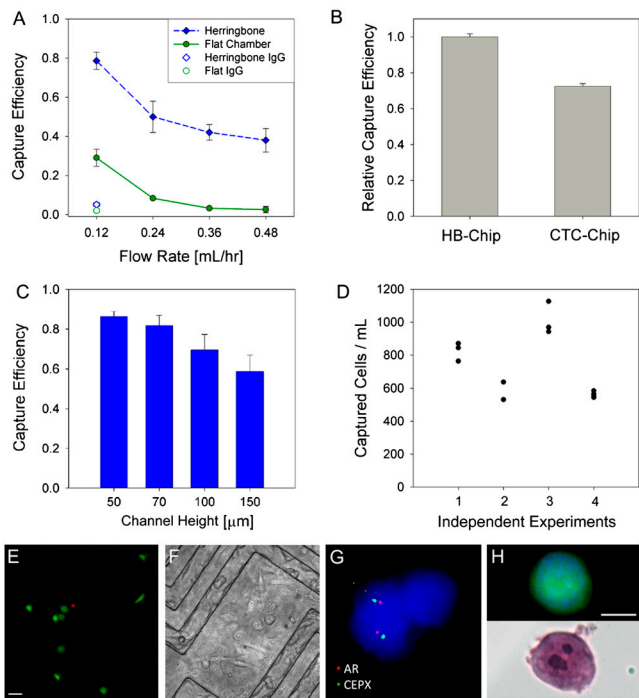 A
Herringbone
Flat Chamber
Herringbone IgG
Flat IgG
Capture Efficiency
1.0
0.8
0.6
0.4
0.2
0.0
0.12 0.24 0.36 0.48
Flow Rate [mL/hr]
B
Relative Capture Efficiency
1.0
0.8
0.6
0.4
0.2
0.0
HB-Chip CTC-Chip
C
Capture Efficiency
1.0
0.8
0.6
0.4
0.2
0.0
50 70 100 150
Channel Height [μm]
D
Captured Cells / mL
1200
1000
800
600
400
200
0
1 2 3 4
Independent Experiments
E
F
G
AR
CEPX
H